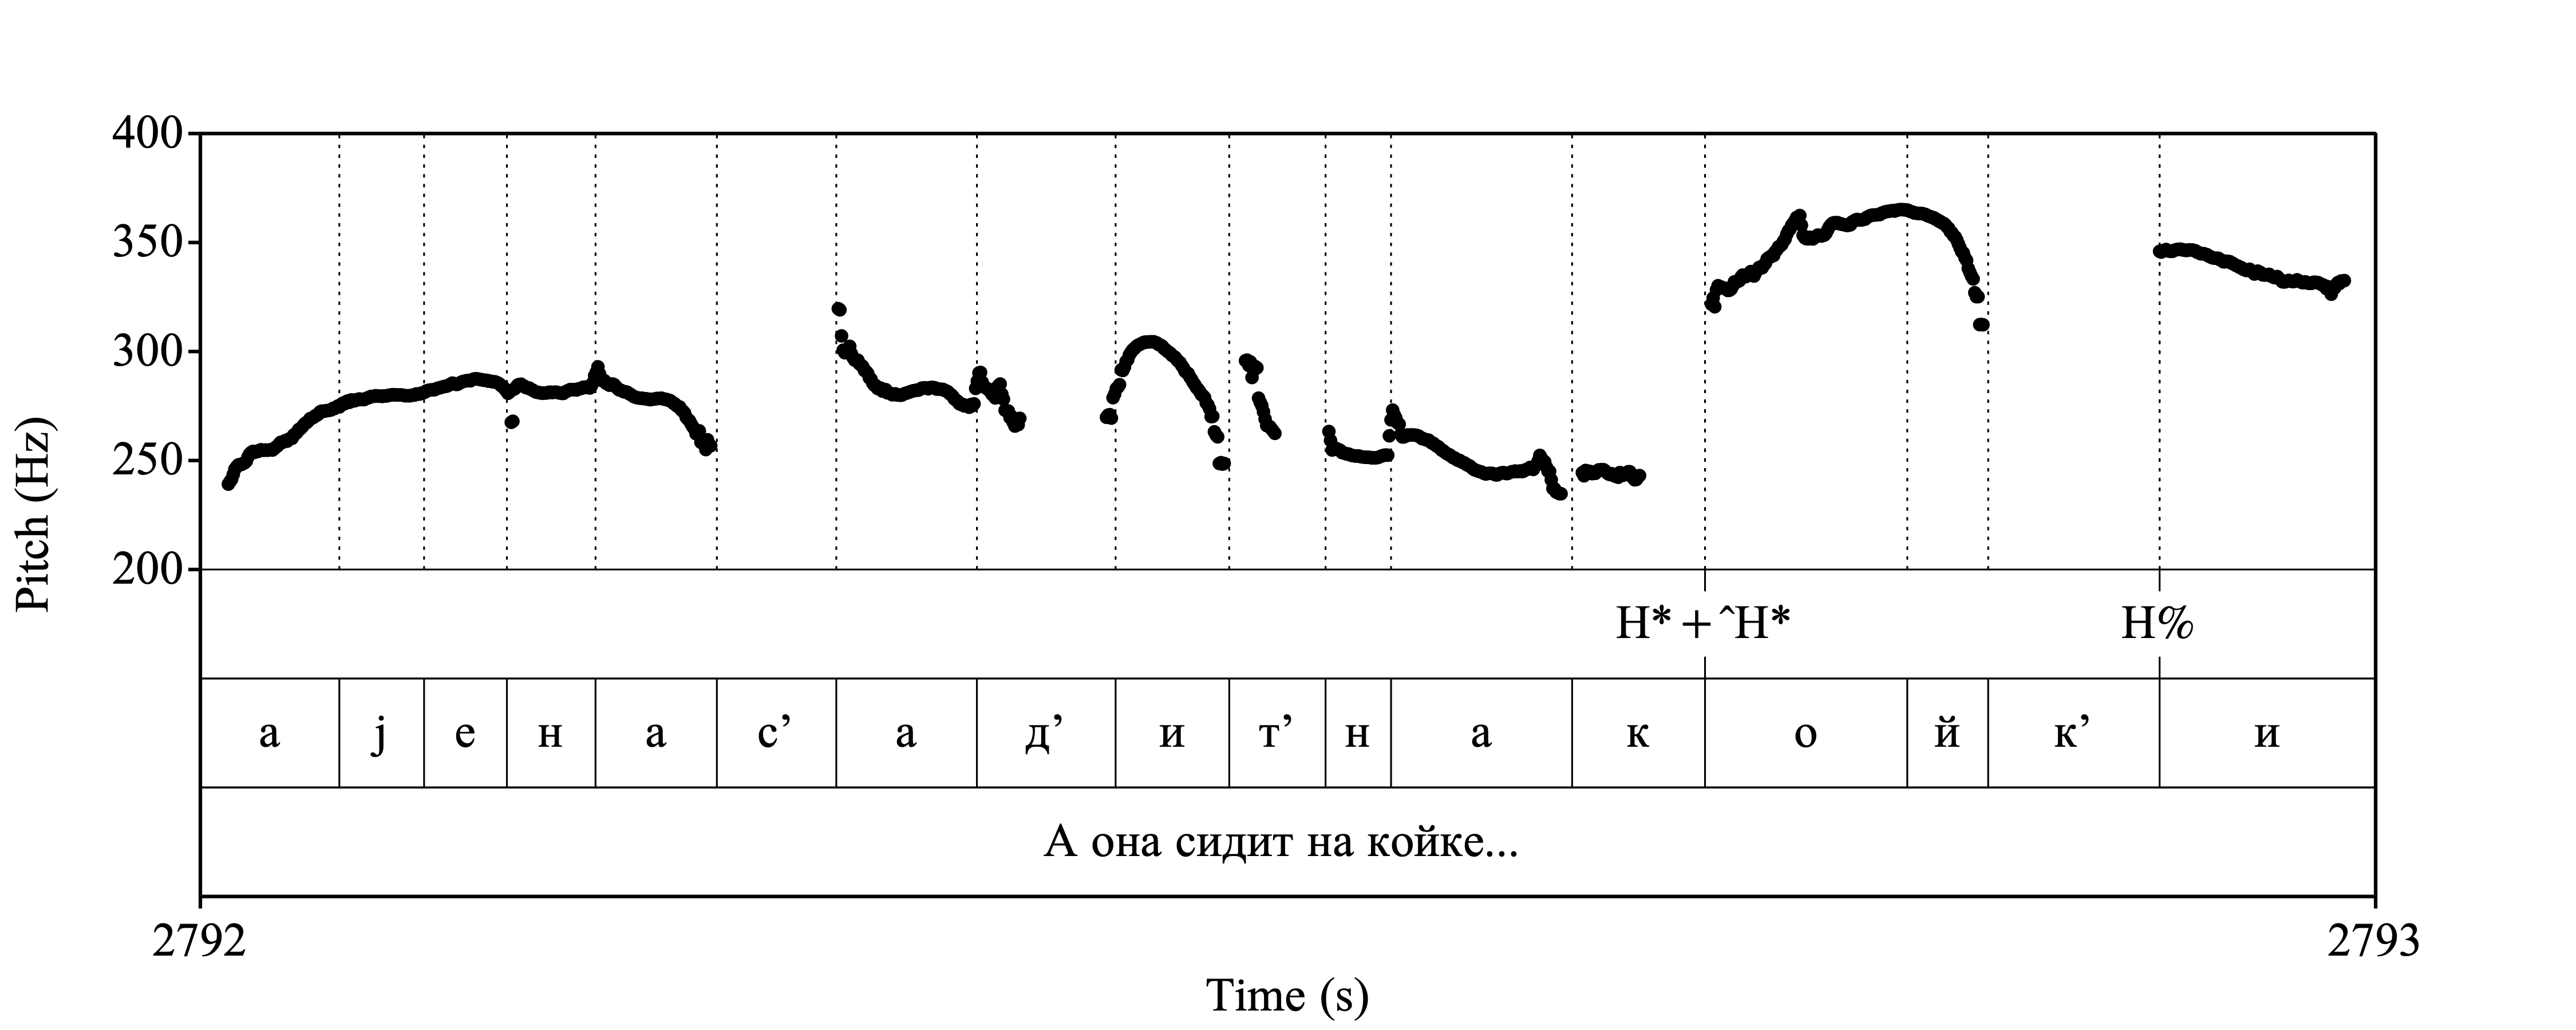 400
350
300
250
200
Pitch (Hz)
H* + ˆH* H%
а ј е н а с’ а д’ и т’ н а к о й к’ и
А она сидит на койке...
2792 2793
Time (s)